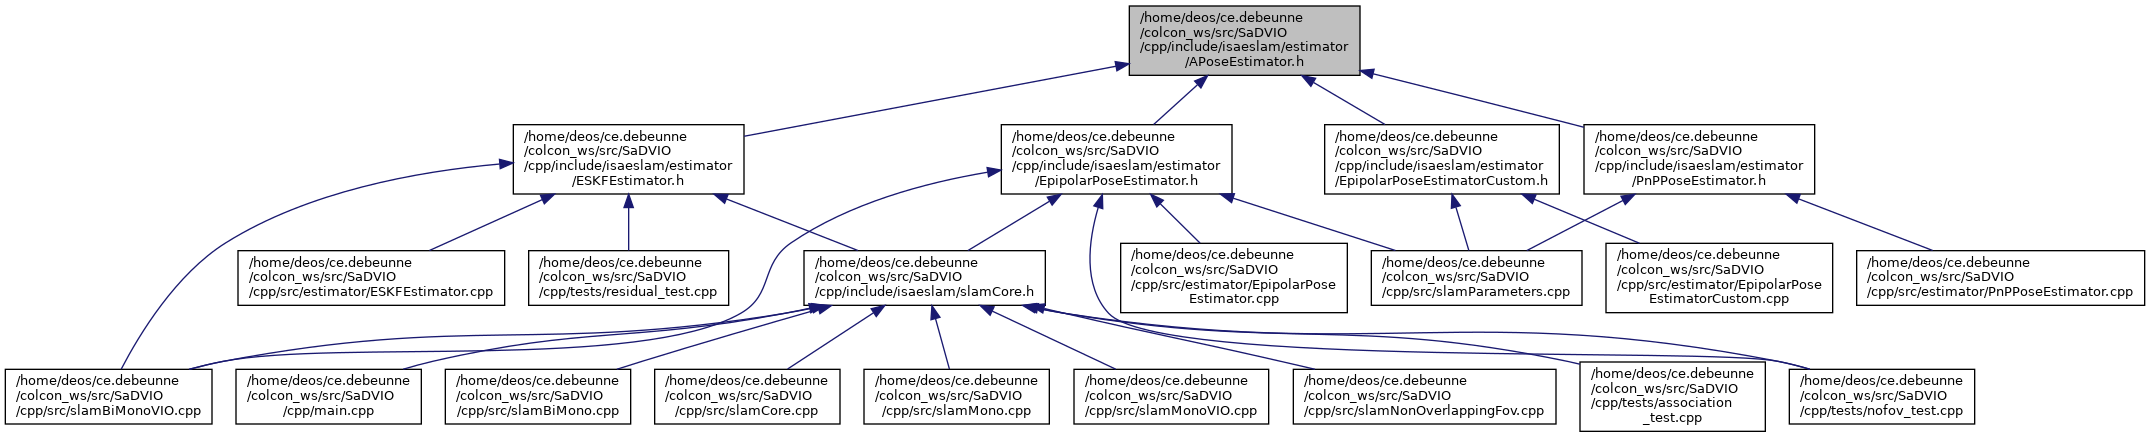 /home/deos/ce.debeunne
/colcon_ws/src/SaDVIO
/cpp/include/isaeslam/estimator
/APoseEstimator.h
/home/deos/ce.debeunne
/colcon_ws/src/SaDVIO
/cpp/include/isaeslam/estimator
/ESKFEstimator.h
/home/deos/ce.debeunne
/colcon_ws/src/SaDVIO
/cpp/include/isaeslam/estimator
/EpipolarPoseEstimator.h
/home/deos/ce.debeunne
/colcon_ws/src/SaDVIO
/cpp/include/isaeslam/estimator
/EpipolarPoseEstimatorCustom.h
/home/deos/ce.debeunne
/colcon_ws/src/SaDVIO
/cpp/include/isaeslam/estimator
/PnPPoseEstimator.h
/home/deos/ce.debeunne
/colcon_ws/src/SaDVIO
/cpp/src/estimator/ESKFEstimator.cpp
/home/deos/ce.debeunne
/colcon_ws/src/SaDVIO
/cpp/tests/residual_test.cpp
/home/deos/ce.debeunne
/colcon_ws/src/SaDVIO
/cpp/include/isaeslam/slamCore.h
/home/deos/ce.debeunne
/colcon_ws/src/SaDVIO
/cpp/src/estimator/EpipolarPose
Estimator.cpp
/home/deos/ce.debeunne
/colcon_ws/src/SaDVIO
/cpp/src/slamParameters.cpp
/home/deos/ce.debeunne
/colcon_ws/src/SaDVIO
/cpp/src/estimator/EpipolarPose
EstimatorCustom.cpp
/home/deos/ce.debeunne
/colcon_ws/src/SaDVIO
/cpp/src/estimator/PnPPoseEstimator.cpp
/home/deos/ce.debeunne
/colcon_ws/src/SaDVIO
/cpp/src/slamBiMonoVIO.cpp
/home/deos/ce.debeunne
/colcon_ws/src/SaDVIO
/cpp/main.cpp
/home/deos/ce.debeunne
/colcon_ws/src/SaDVIO
/cpp/src/slamBiMono.cpp
/home/deos/ce.debeunne
/colcon_ws/src/SaDVIO
/cpp/src/slamCore.cpp
/home/deos/ce.debeunne
/colcon_ws/src/SaDVIO
/cpp/src/slamMono.cpp
/home/deos/ce.debeunne
/colcon_ws/src/SaDVIO
/cpp/src/slamMonoVIO.cpp
/home/deos/ce.debeunne
/colcon_ws/src/SaDVIO
/cpp/src/slamNonOverlappingFov.cpp
/home/deos/ce.debeunne
/colcon_ws/src/SaDVIO
/cpp/tests/association
_test.cpp
/home/deos/ce.debeunne
/colcon_ws/src/SaDVIO
/cpp/tests/nofov_test.cpp